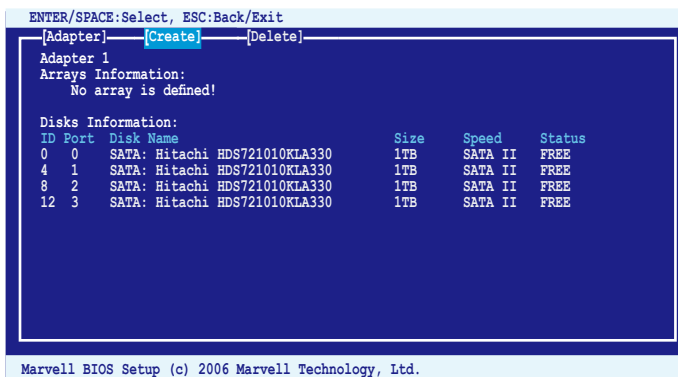 ENTER/SPACE:Select, ESC:Back/Exit
[Adapter] [Create] [Delete]
Adapter 1
Arrays Information:
No array is defined!
Disks Information:
ID Port Disk Name Size Speed Status
0 0 SATA: Hitachi HDS721010KLA330 1TB SATA II FREE
4 1 SATA: Hitachi HDS721010KLA330 1TB SATA II FREE
8 2 SATA: Hitachi HDS721010KLA330 1TB SATA II FREE
12 3 SATA: Hitachi HDS721010KLA330 1TB SATA II FREE
Marvell BIOS Setup (c) 2006 Marvell Technology, Ltd.